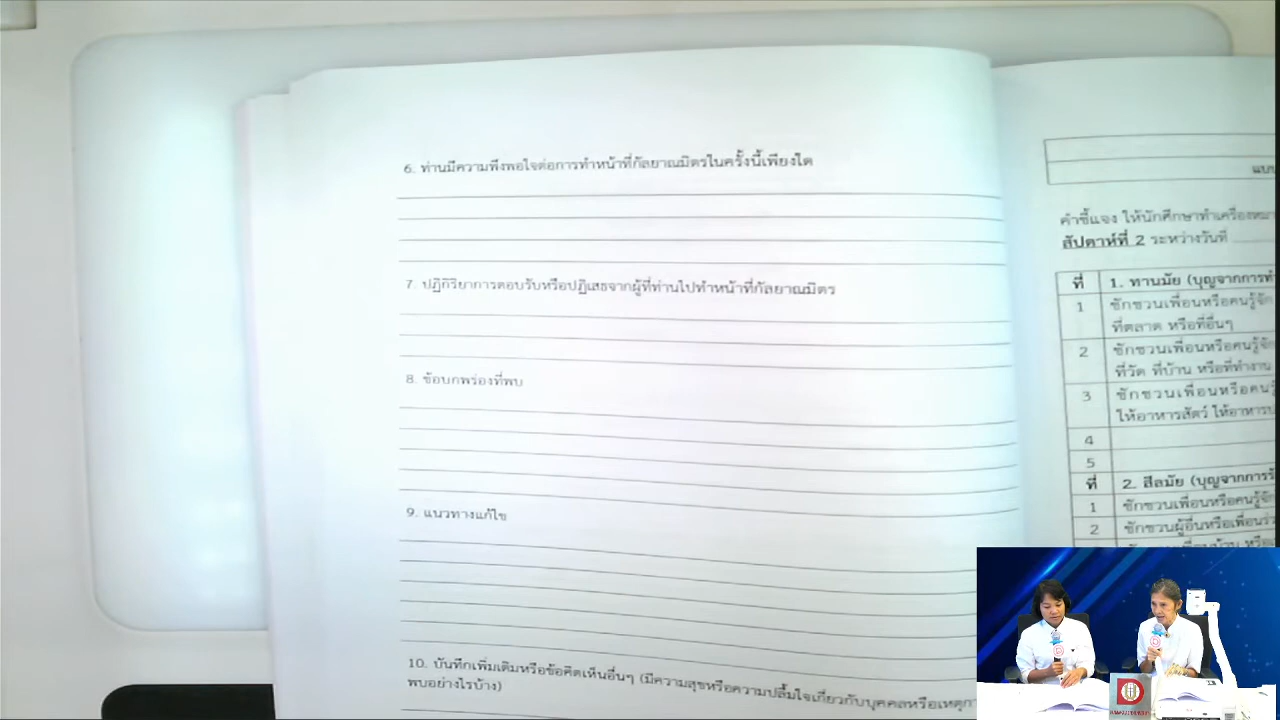 6. ท่านมีความพึงพอใจต่อการทำหน้าที่กัลยาณมิตรในครั้งนี้เพียงใด
7. ปฏิกิริยาการตอบรับหรือปฏิเสธจากผู้ที่ท่านไปทำหน้าที่กัลยาณมิตร
8. ข้อบกพร่องที่พบ
9. แนวทางแก้ไข
10. บันทึกเพิ่มเติมหรือข้อคิดเห็นอื่นๆ (มีความสุขหรือความปลื้มใจเกี่ยวกับบุคคลหรือเหตุกา
พบอย่างไรบ้าง)
แบบ
คำชี้แจง ให้นักศึกษาทำเครื่องหมาย
สัปดาห์ที่ 2 ระหว่างวันที่
ที่ 1. ทานมัย (บุญจากการทำ
1 ชักชวนเพื่อนหรือคนรู้จัก
ที่ตลาด หรือที่อื่นๆ
2 ชักชวนเพื่อนหรือคนรู้จัก
ที่วัด ที่บ้าน หรือที่ทำงาน
3 ชักชวนเพื่อนหรือคนรู้
ให้อาหารสัตว์ ให้อาหารป
4
5
ที่ 2. สีลมัย (บุญจากการรั
1 ชักชวนเพื่อนหรือคนรู้จัก
2 ชักชวนผู้อื่นหรือเพื่อนร่ว